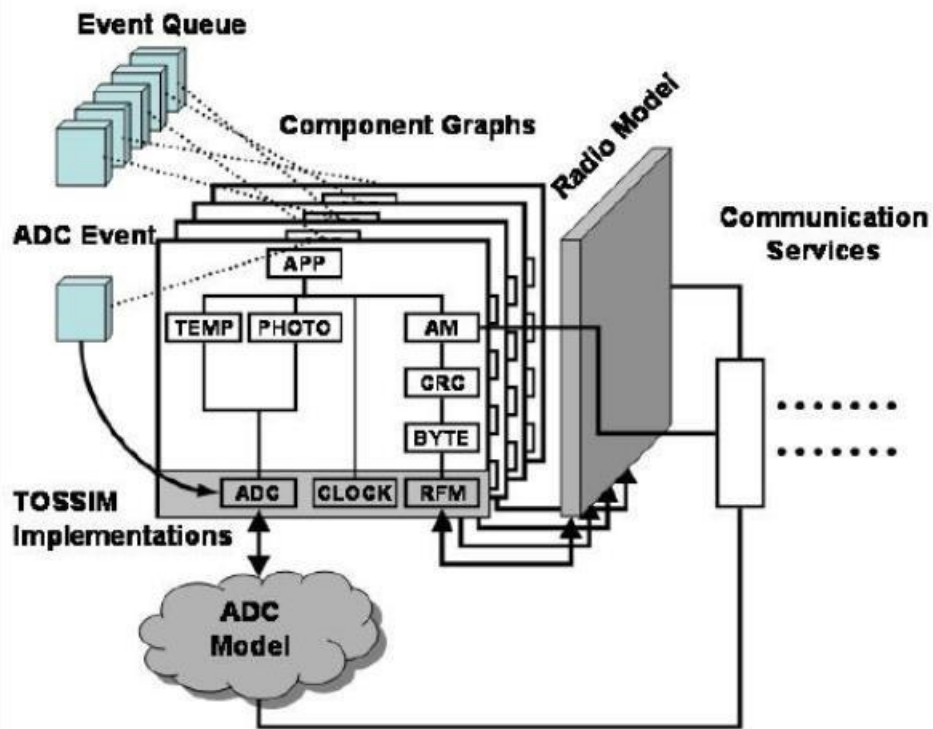 Event Queue
Component Graphs
Radio Model
ADC Event
Communication
Services
APP
TEMP
PHOTO
AM
CRC
BYTE
TOSSIM
Implementations
ADC
CLOCK
RFM
ADC
Model